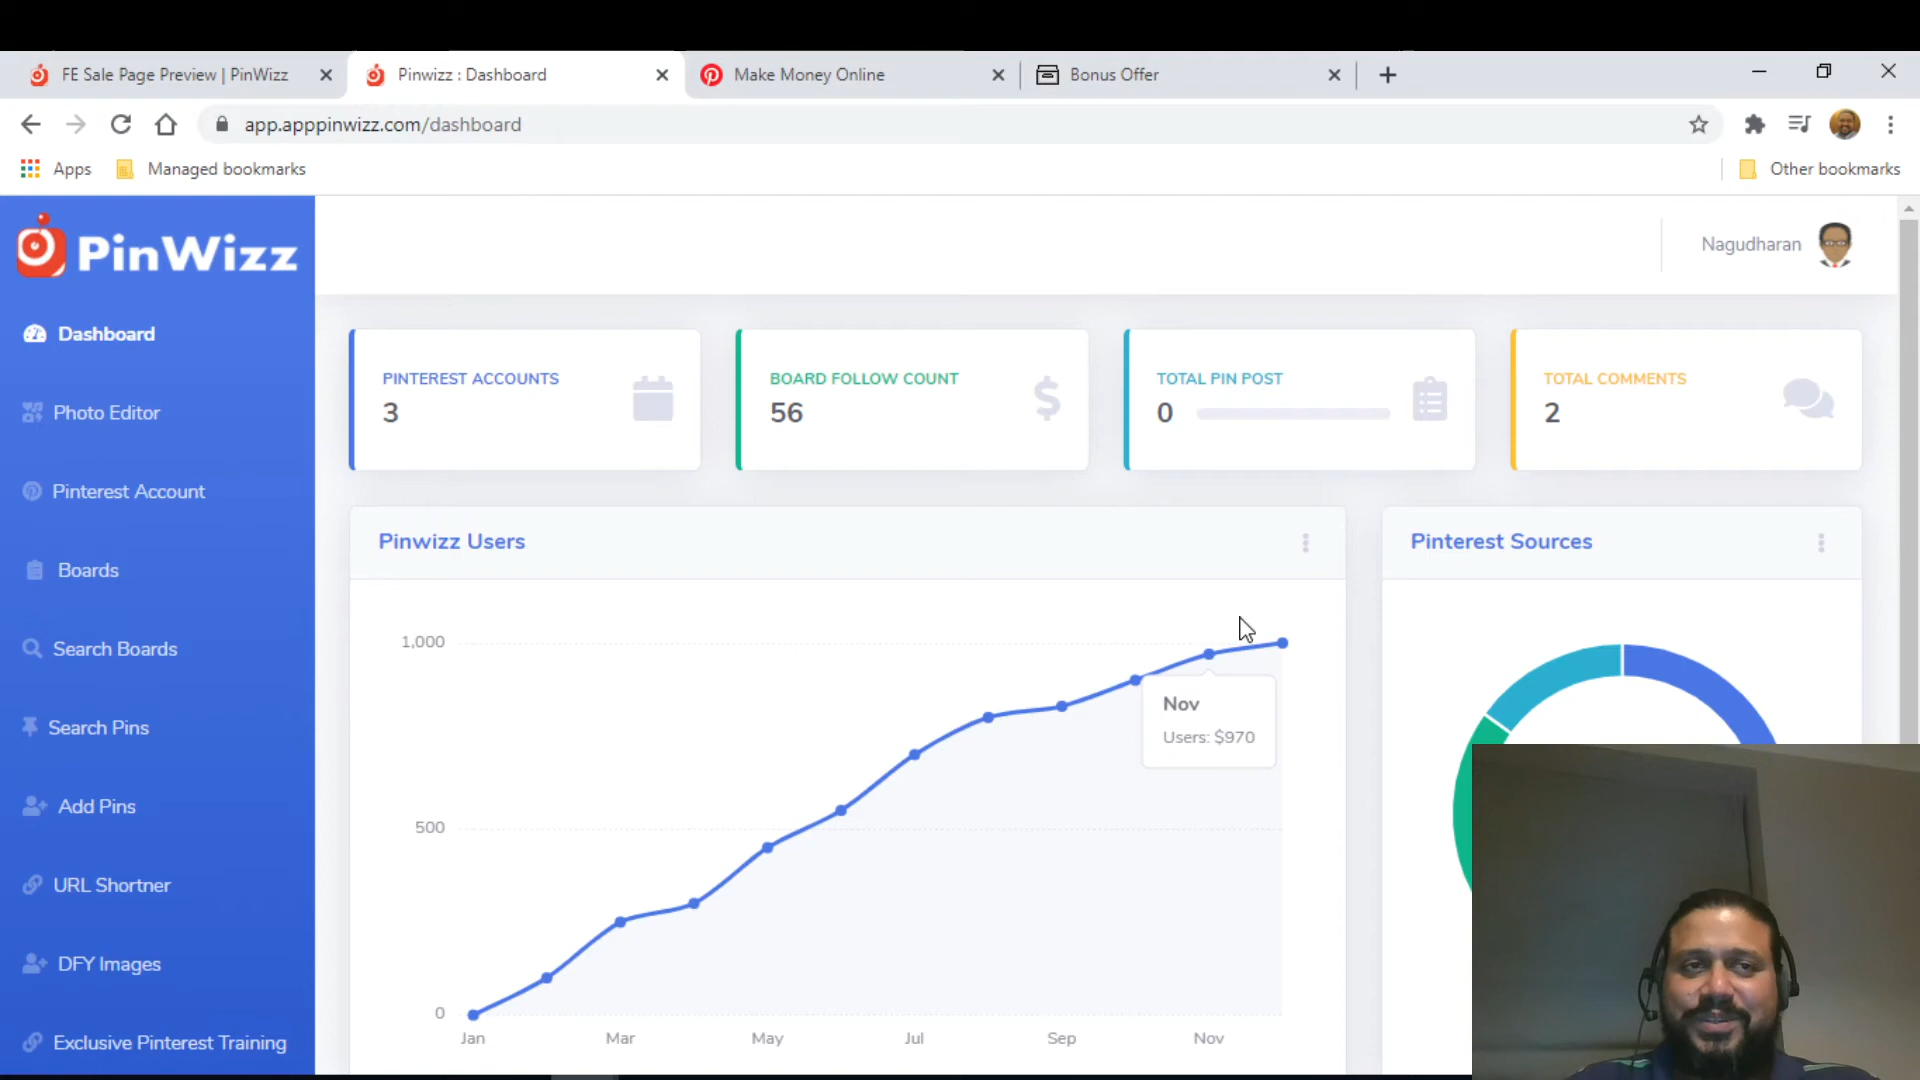 FE Sale Page Preview | PinWizz
Pinwizz : Dashboard
Make Money Online
Bonus Offer
app.apppinwizz.com/dashboard
Apps
Managed bookmarks
Other bookmarks
PinWizz
Nagudharan
Dashboard
Photo Editor
Pinterest Account
Boards
Search Boards
Search Pins
Add Pins
URL Shortner
DFY Images
Exclusive Pinterest Training
PINTEREST ACCOUNTS
3
BOARD FOLLOW COUNT
56
TOTAL PIN POST
0
TOTAL COMMENTS
2
Pinwizz Users
1,000
500
0
Jan Mar May Jul Sep Nov
Nov
Users: $970
Pinterest Sources